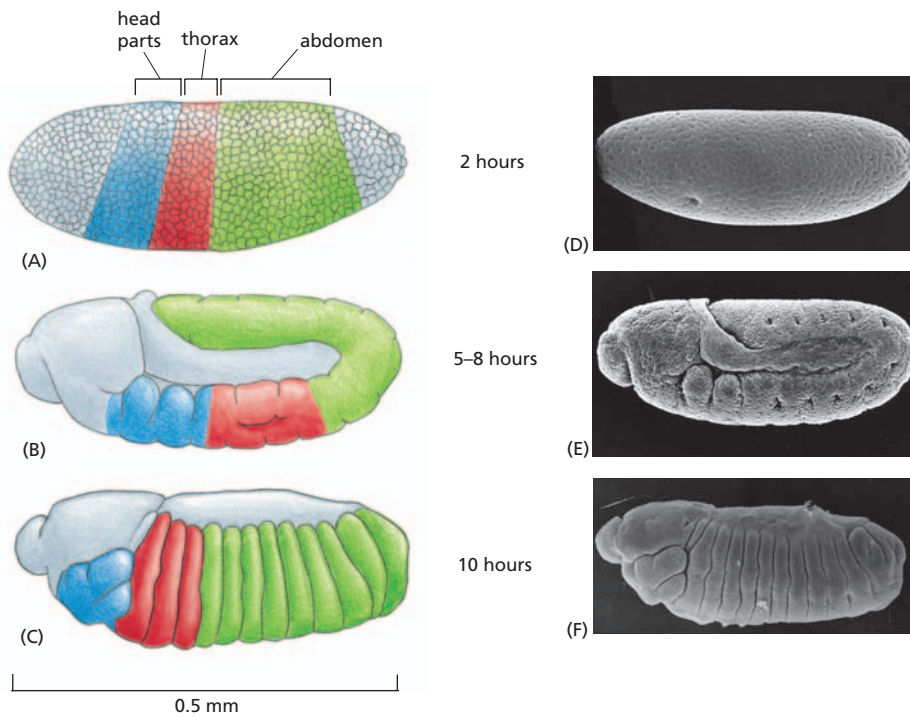 head
parts
thorax
abdomen
(A)
2 hours
(D)
(B)
5–8 hours
(E)
(C)
10 hours
(F)
0.5 mm